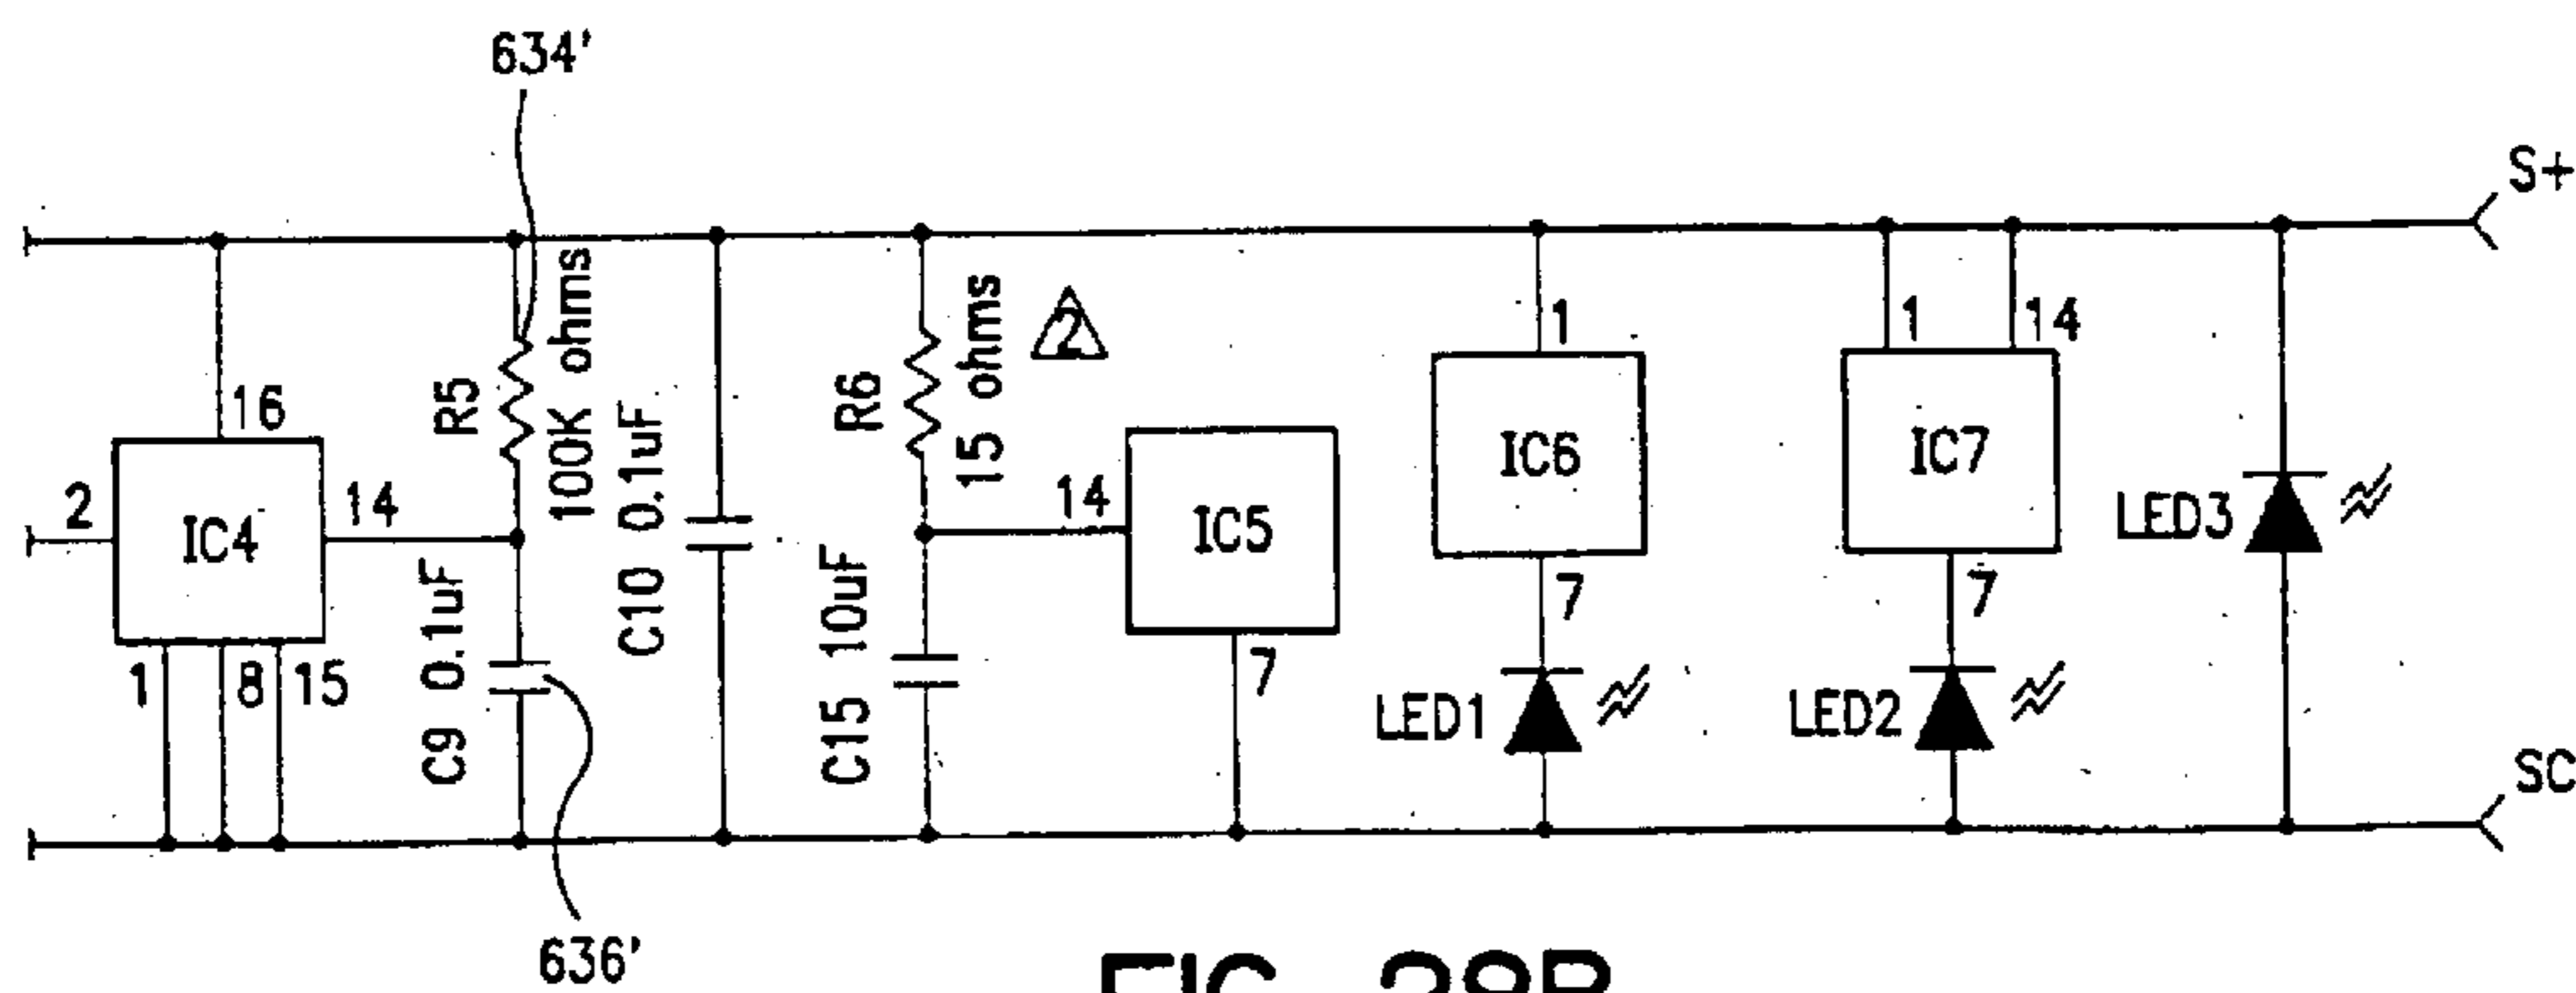 634'
S+
R5
100K ohms
C10 0.1uF
R6
15 ohms
2
1
1
14
16
2
IC4
14
14
IC5
IC6
IC7
LED3
1
8
15
C9 0.1uF
C15 10uF
7
7
7
LED1
LED2
SC
636'
FIG. 28B